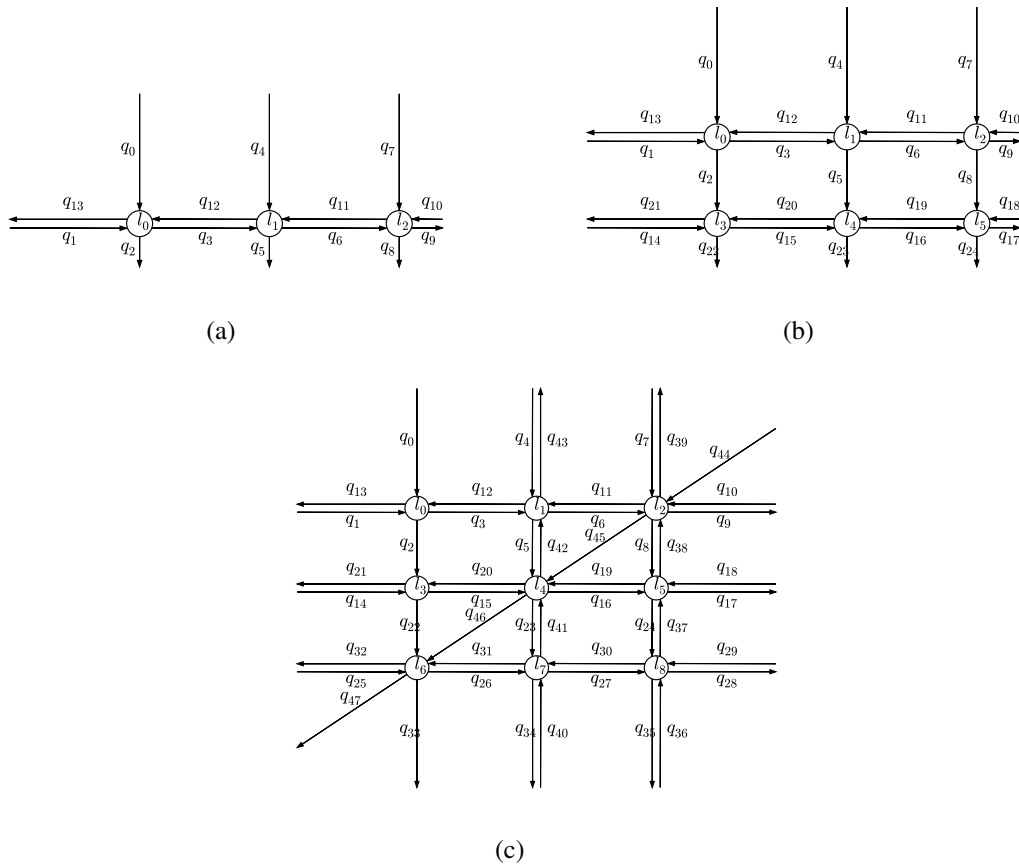 q0 q4 q7
q13 q12 q11 q10
l0 l1 l2
q1 q3 q6 q9
q2 q5 q8
(a)
q0 q4 q7
q13 q12 q11 q10
l0 l1 l2
q1 q3 q6 q9
q2 q5 q8
q21 q20 q19 q18
l3 l4 l5
q14 q15 q16 q17
q22 q23 q24
(b)
q0 q4 q43 q7 q39
q44
q13 q12 q11 q10
l0 l1 l2
q1 q3 q6 q9
q45
q2 q5 q42 q8 q38
q21 q20 q19 q18
l3 l4 l5
q14 q15 q16 q17
q46
q22 q23 q41 q24 q37
q32 q31 q30 q29
l6 l7 l8
q25 q26 q27 q28
q47
q33 q34 q40 q35 q36
(c)